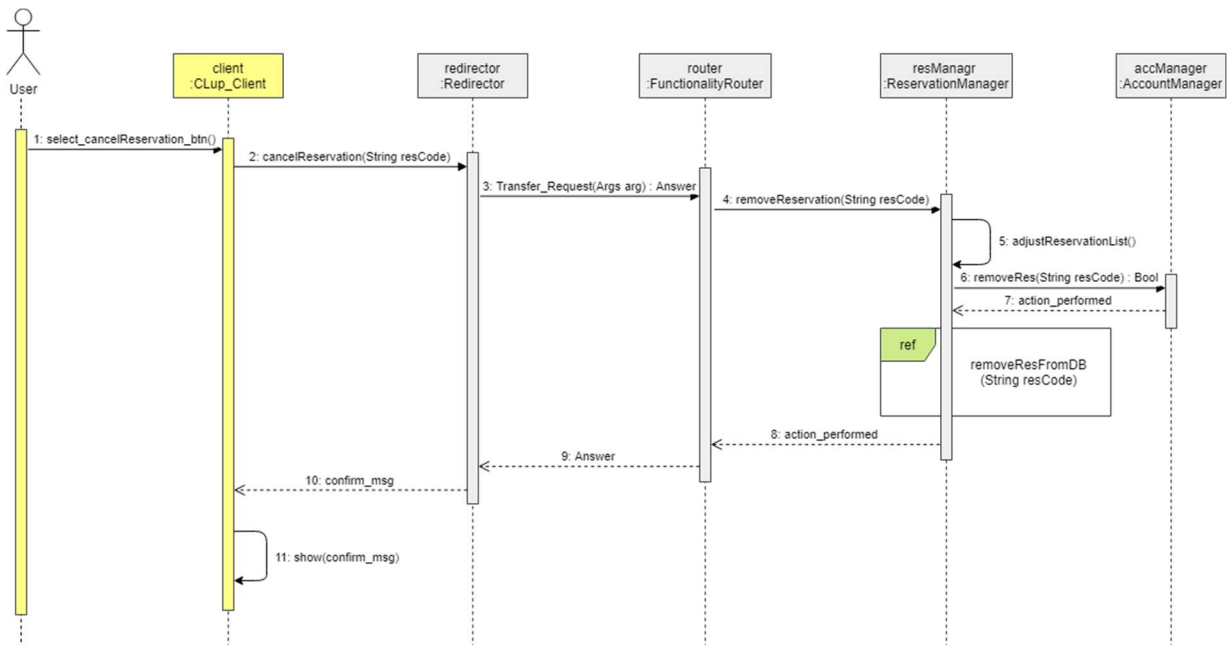 User
client
:CLup_Client
redirector
:Redirector
router
:FunctionalityRouter
resManagr
:ReservationManager
accManager
:AccountManager
1: select_cancelReservation_btn()
2: cancelReservation(String resCode)
3: Transfer_Request(Args arg) : Answer
4: removeReservation(String resCode)
5: adjustReservationList()
6: removeRes(String resCode) : Bool
7: action_performed
ref
removeResFromDB
(String resCode)
8: action_performed
9: Answer
10: confirm_msg
11: show(confirm_msg)